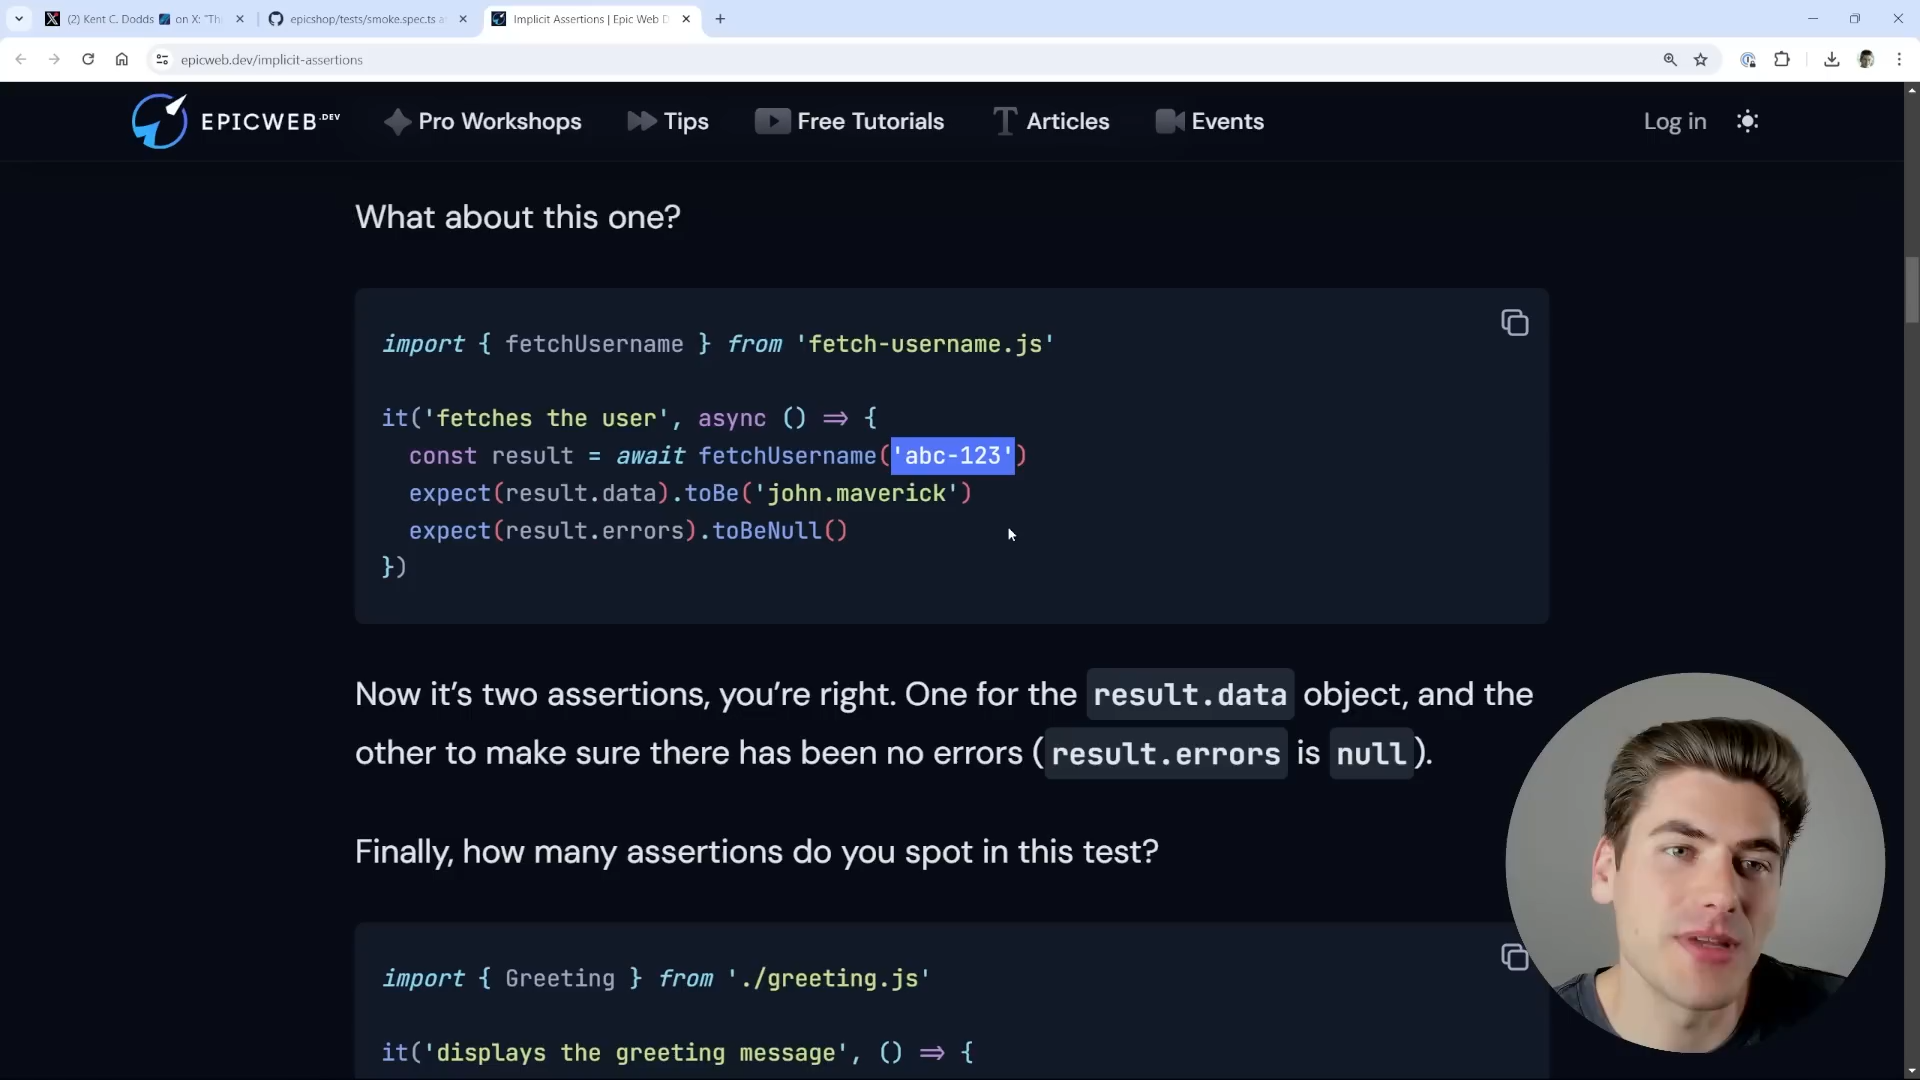 (2) Kent C. Dodds
on X: "Th
epicshop/tests/smoke.spec.ts a
Implicit Assertions | Epic Web D
epicweb.dev/implicit-assertions
EPICWEB.DEV
Pro Workshops
Tips
Free Tutorials
Articles
Events
Log in
What about this one?
import { fetchUsername } from 'fetch-username.js'
it('fetches the user', async () => {
const result = await fetchUsername('abc-123')
expect(result.data).toBe('john.maverick')
expect(result.errors).toBeNull()
})
Now it’s two assertions, you’re right. One for the result.data object, and the
other to make sure there has been no errors (result.errors is null).
Finally, how many assertions do you spot in this test?
import { Greeting } from './greeting.js'
it('displays the greeting message', () => {